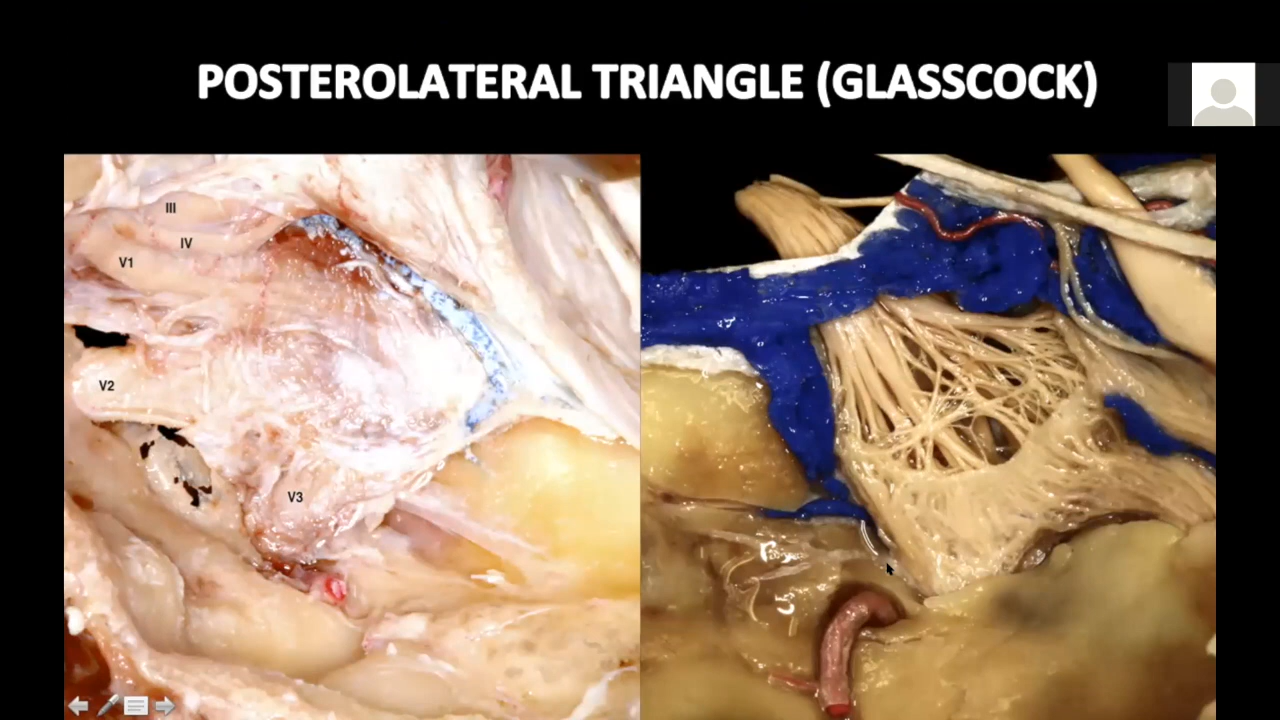 POSTEROLATERAL TRIANGLE (GLASSCOCK)
III
IV
V1
V2
V3